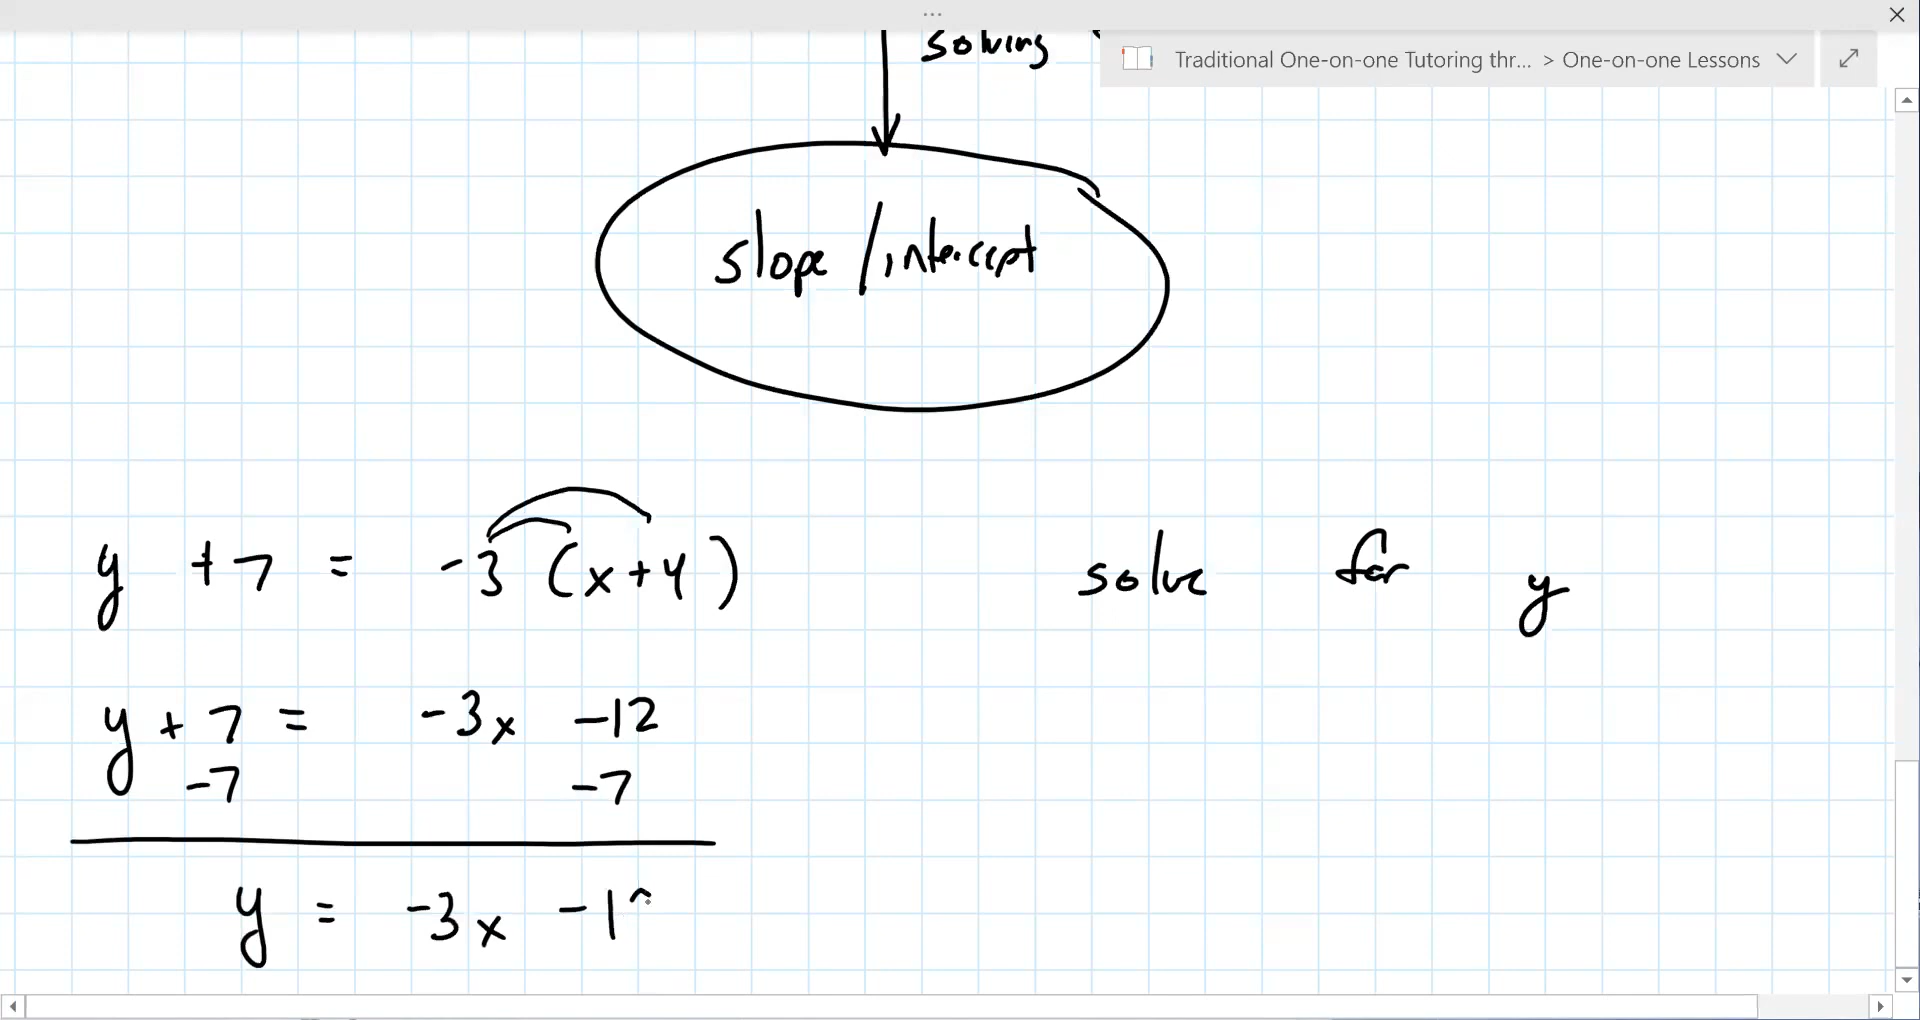 ...
solving
Traditional One-on-one Tutoring thr... > One-on-one Lessons
slope / intercept
y + 7 = -3 (x+4)
solve for y
y + 7 = -3x -12
-7 -7
y = -3x -1